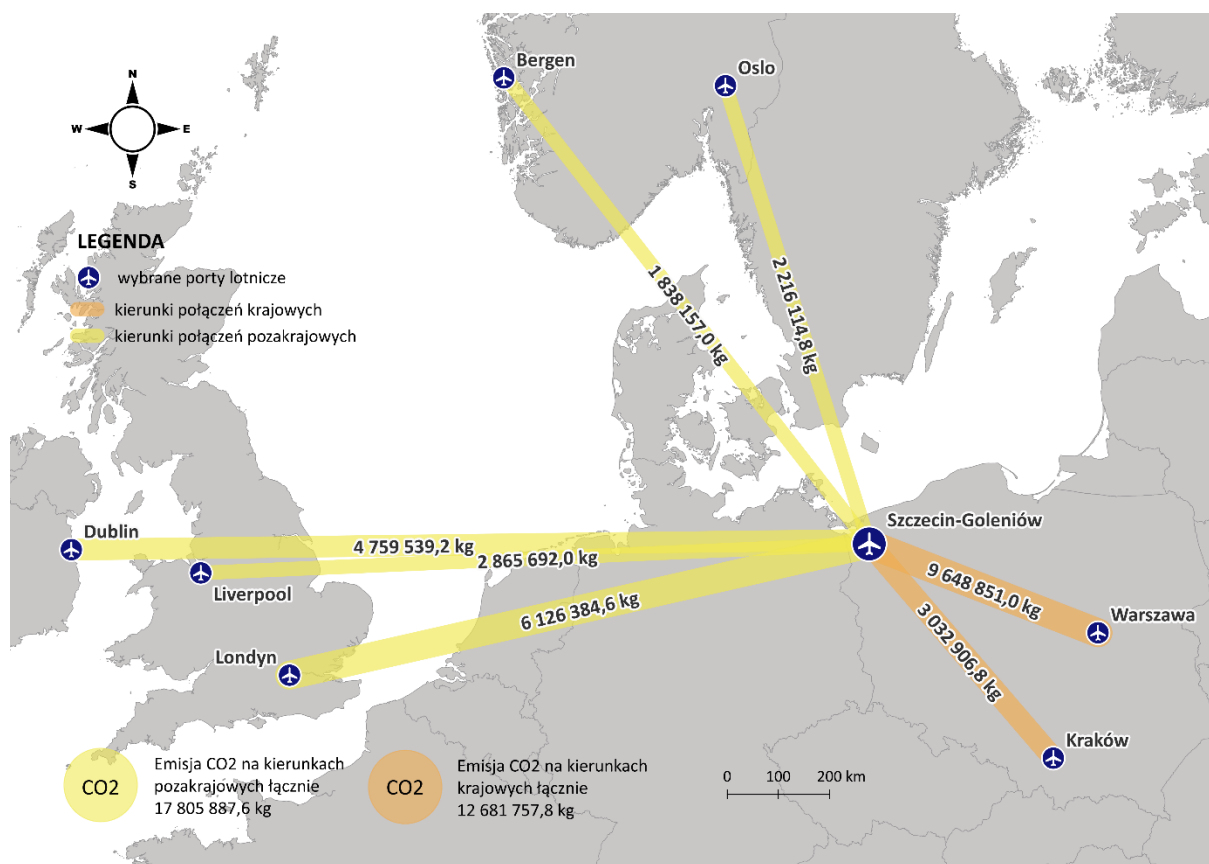 Bergen
Oslo
N
W
E
S
LEGENDA
wybrane porty lotnicze
kierunki połączeń krajowych
kierunki połączeń pozakrajowych
1 838 157,0 kg
2 216 114,8 kg
Szczecin-Goleniów
Dublin
4 759 539,2 kg
2 865 692,0 kg
Liverpool
9 648 851,0 kg
Warszawa
6 126 384,6 kg
3 032 906,8 kg
Londyn
Kraków
CO2
Emisja CO2 na kierunkach
pozakrajowych łącznie
17 805 887,6 kg
CO2
Emisja CO2 na kierunkach
krajowych łącznie
12 681 757,8 kg
0 100 200 km